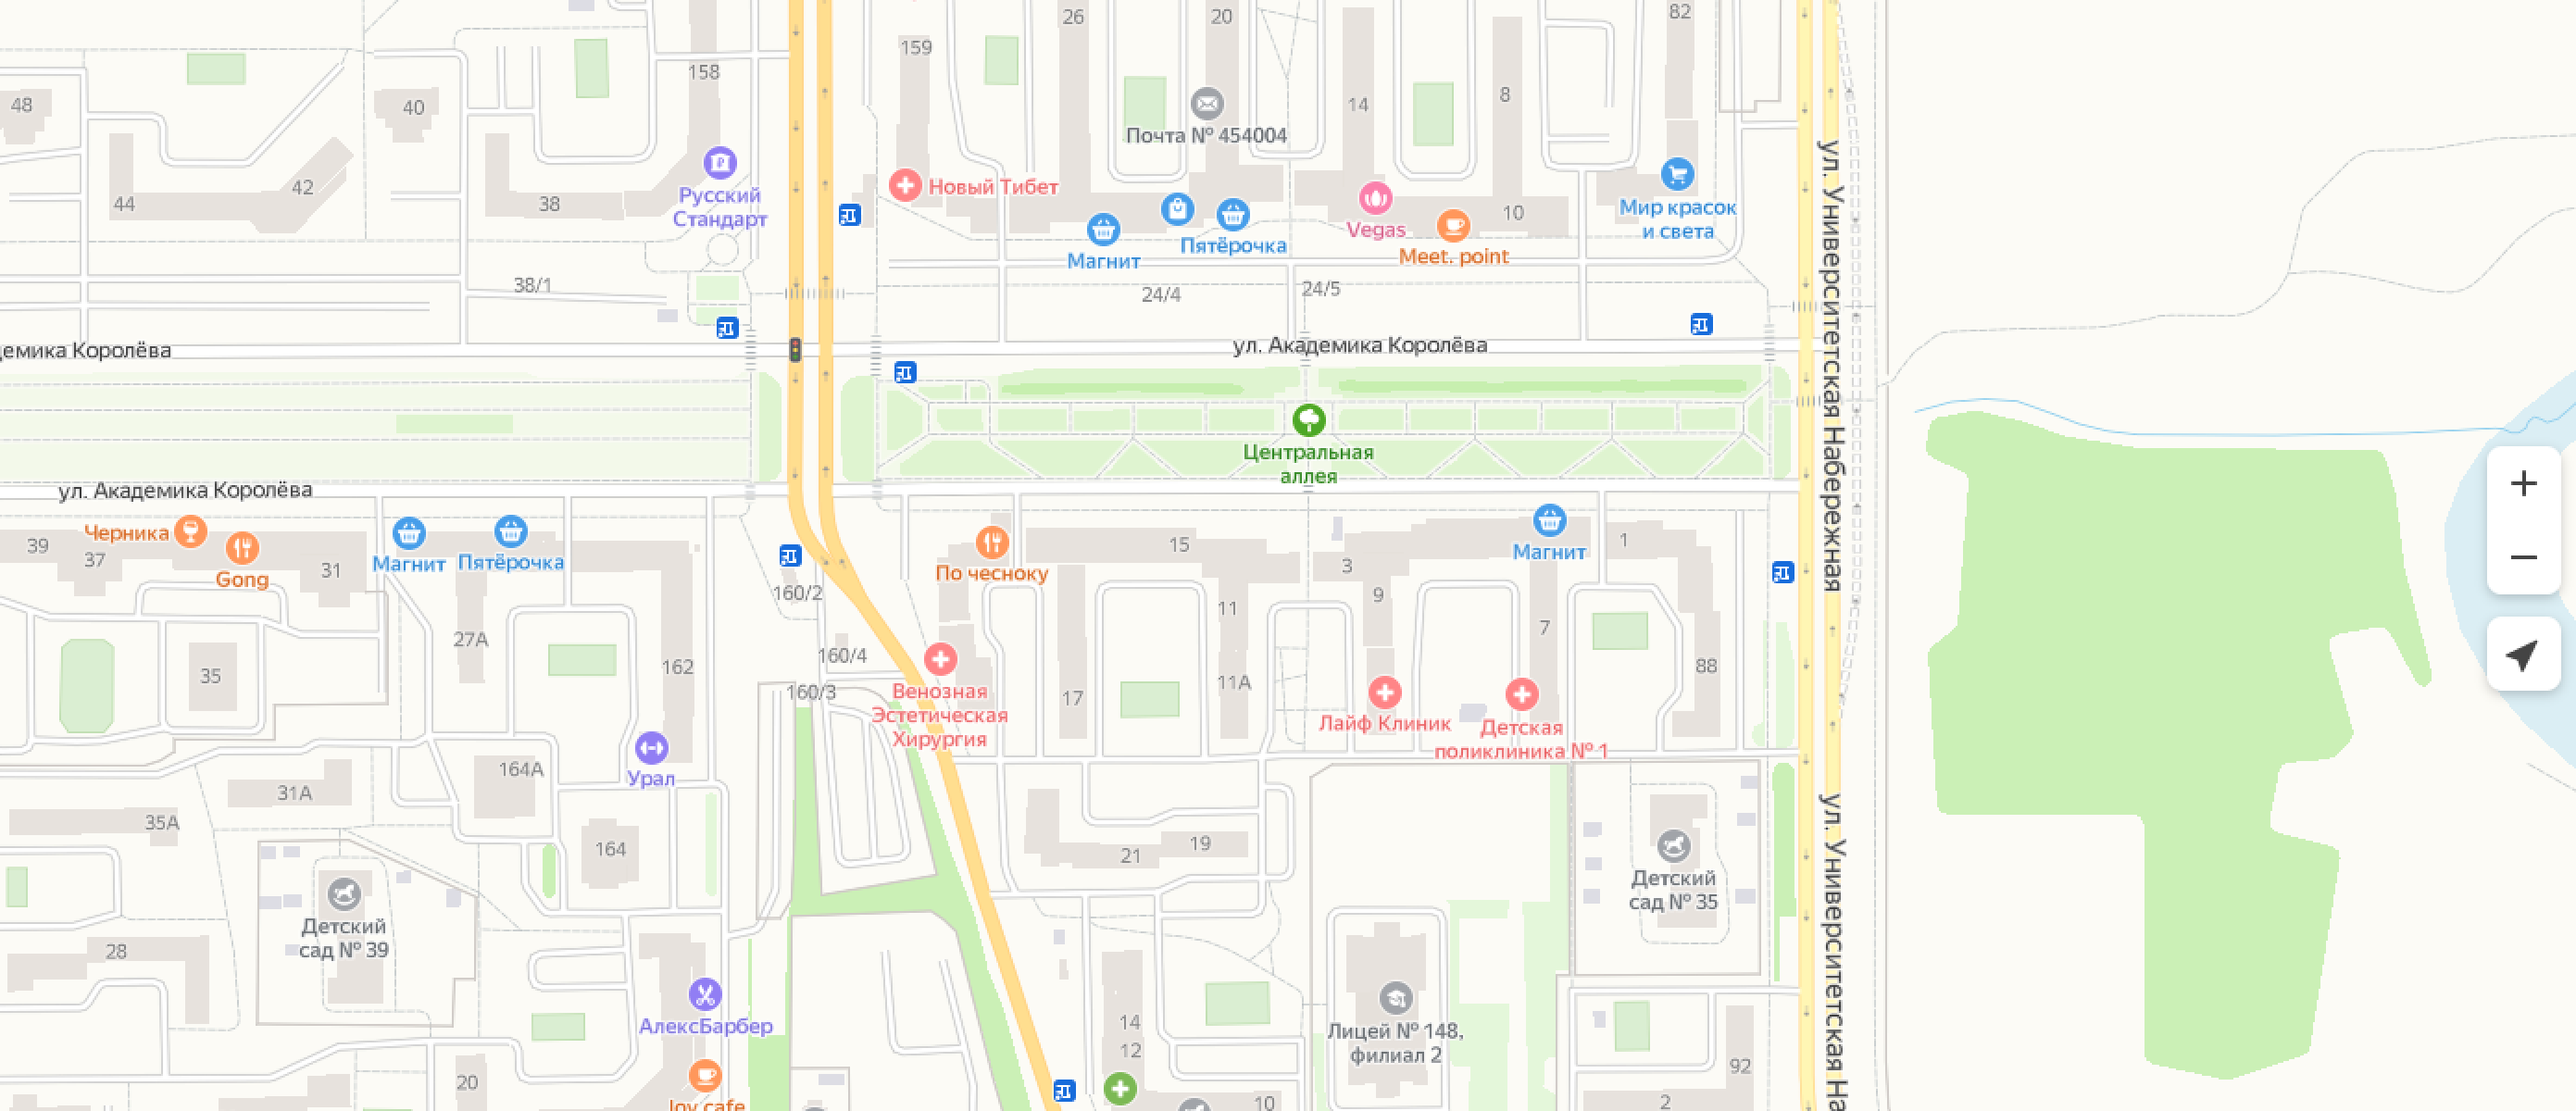 26
20
82
159
158
48
40
14
8
Почта № 454004
42
44
38
Русский
Стандарт
Новый Тибет
Vegas
10
Мир красок
и света
Магнит
Пятёрочка
Meet. point
38/1
24/4
24/5
ул. Университетская Набережная
емика Королёва
ул. Академика Королёва
Центральная
аллея
ул. Академика Королёва
Черника
39
37
Gong
31
Магнит
Пятёрочка
160/2
По чесноку
15
3
Магнит
1
9
11
7
27А
162
35
160/4
160/3
Венозная
Эстетическая
Хирургия
17
11А
88
Лайф Клиник
Детская
поликлиника № 1
Урал
164А
31А
35А
164
21
19
ул. Университетская На
Детский
сад № 35
Детский
сад № 39
28
АлексБарбер
14
12
Лицей № 148,
филиал 2
92
20
Joy cafe
10
2